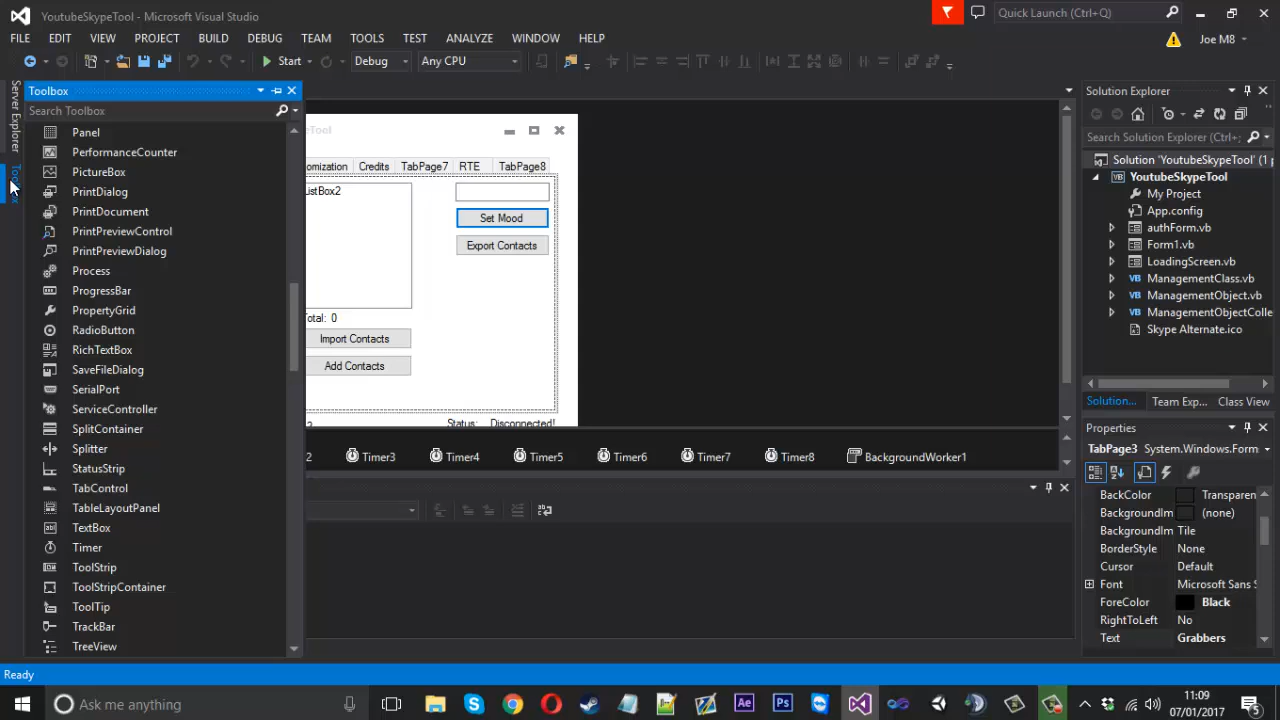 YoutubeSkypeTool - Microsoft Visual Studio
Quick Launch (Ctrl+Q)
FILE EDIT VIEW PROJECT BUILD DEBUG TEAM TOOLS TEST ANALYZE WINDOW HELP
Joe M8
Start Debug Any CPU
Server Explorer
Toolbox
Toolbox
Search Toolbox
Panel
PerformanceCounter
PictureBox
PrintDialog
PrintDocument
PrintPreviewControl
PrintPreviewDialog
Process
ProgressBar
PropertyGrid
RadioButton
RichTextBox
SaveFileDialog
SerialPort
ServiceController
SplitContainer
Splitter
StatusStrip
TabControl
TableLayoutPanel
TextBox
Timer
ToolStrip
ToolStripContainer
ToolTip
TrackBar
TreeView
eTool
omization Credits TabPage7 RTE TabPage8
istBox2
Set Mood
Export Contacts
otal: 0
Import Contacts
Add Contacts
Status: Disconnected!
2 Timer3 Timer4 Timer5 Timer6 Timer7 Timer8 BackgroundWorker1
Solution Explorer
Search Solution Explorer (Ctrl+
Solution 'YoutubeSkypeTool' (1 p
YoutubeSkypeTool
My Project
App.config
authForm.vb
Form1.vb
LoadingScreen.vb
ManagementClass.vb
ManagementObject.vb
ManagementObjectColle
Skype Alternate.ico
Solution... Team Exp... Class View
Properties
TabPage3 System.Windows.Form
BackColor Transparen
BackgroundIm (none)
BackgroundIm Tile
BorderStyle None
Cursor Default
Font Microsoft Sans S
ForeColor Black
RightToLeft No
Text Grabbers
Ready
Ask me anything
Ae
Ps
11:09
07/01/2017
5